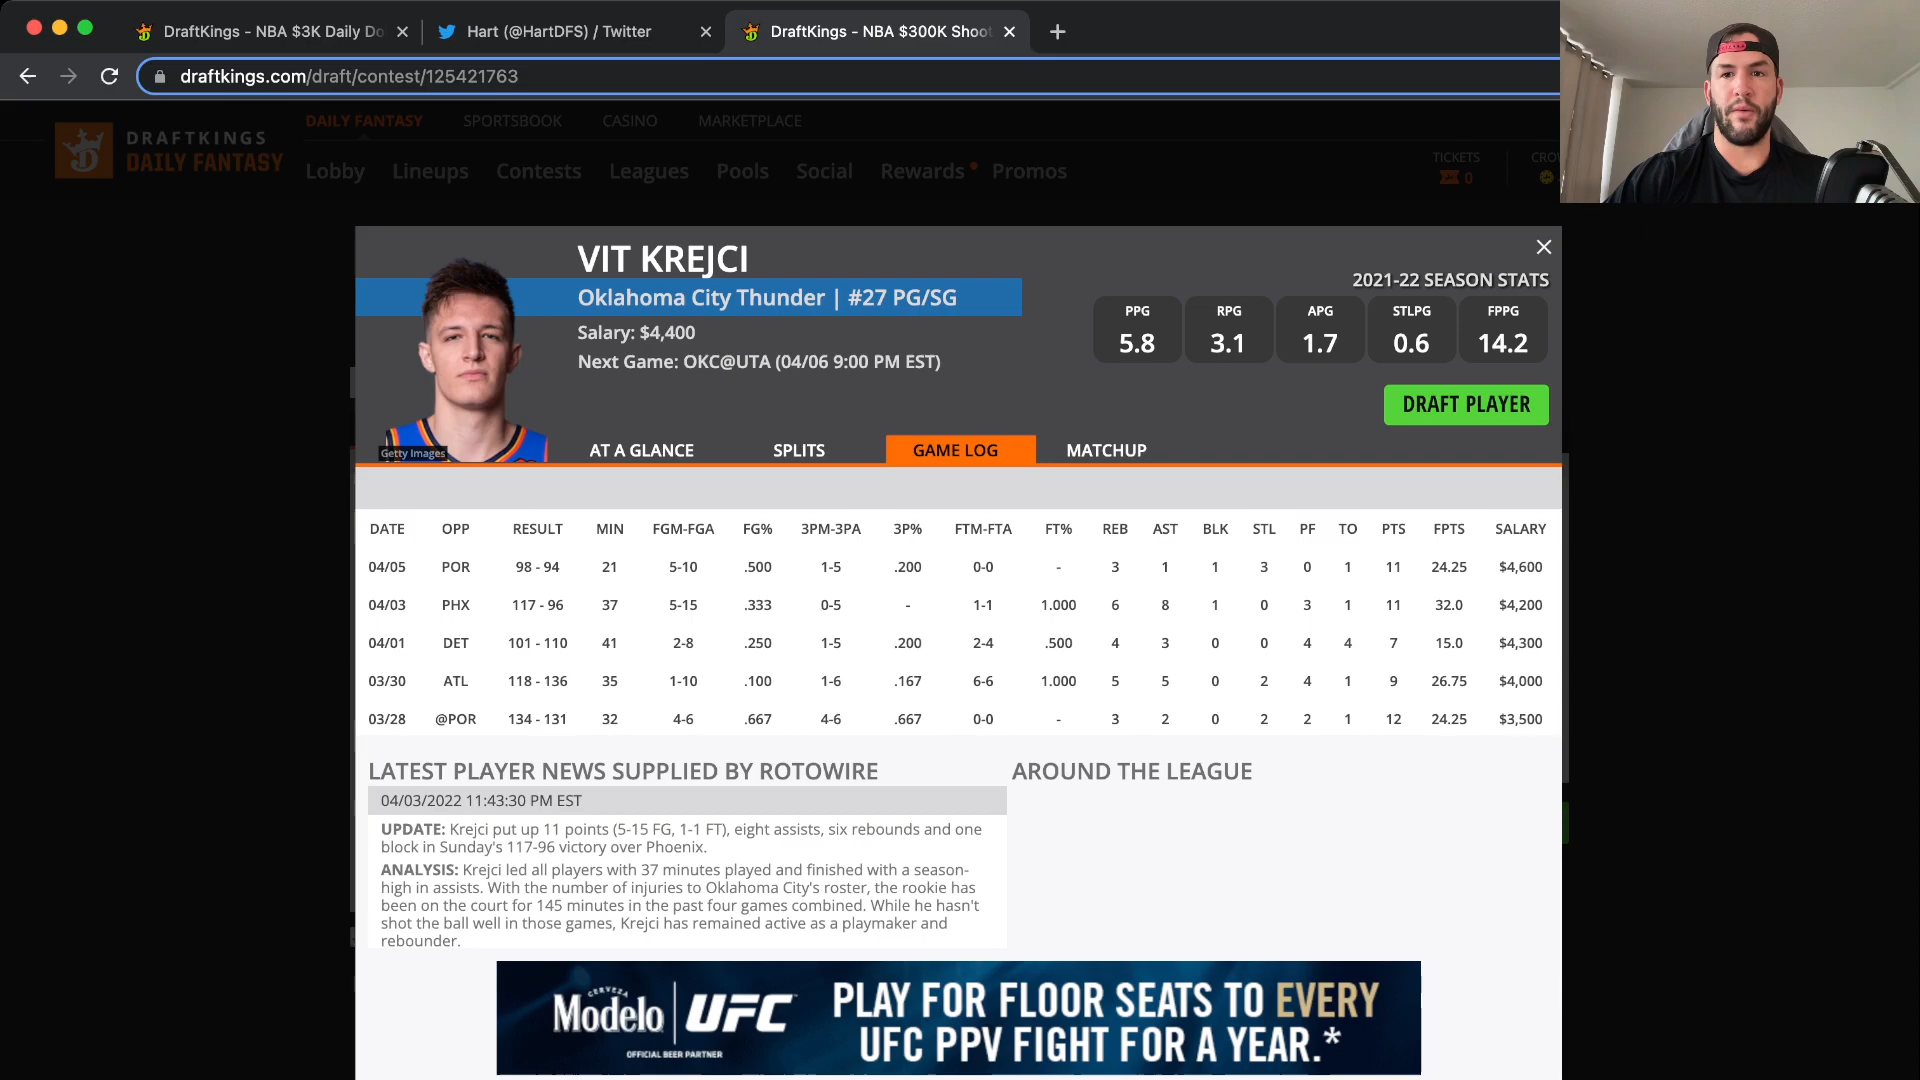 DraftKings - NBA $3K Daily Do
Hart (@HartDFS) / Twitter
DraftKings - NBA $300K Shoot
draftkings.com/draft/contest/125421763
DRAFTKINGS
DAILY FANTASY
DAILY FANTASY SPORTSBOOK CASINO MARKETPLACE
Lobby Lineups Contests Leagues Pools Social Rewards Promos
TICKETS
0
CRO
VIT KREJCI
Oklahoma City Thunder | #27 PG/SG
Salary: $4,400
Next Game: OKC@UTA (04/06 9:00 PM EST)
Getty Images
2021-22 SEASON STATS
PPG RPG APG STLPG FPPG
5.8 3.1 1.7 0.6 14.2
DRAFT PLAYER
AT A GLANCE SPLITS GAME LOG MATCHUP
DATE OPP RESULT MIN FGM-FGA FG% 3PM-3PA 3P% FTM-FTA FT% REB AST BLK STL PF TO PTS FPTS SALARY
04/05 POR 98 - 94 21 5-10 .500 1-5 .200 0-0 - 3 1 1 3 0 1 11 24.25 $4,600
04/03 PHX 117 - 96 37 5-15 .333 0-5 - 1-1 1.000 6 8 1 0 3 1 11 32.0 $4,200
04/01 DET 101 - 110 41 2-8 .250 1-5 .200 2-4 .500 4 3 0 0 4 4 7 15.0 $4,300
03/30 ATL 118 - 136 35 1-10 .100 1-6 .167 6-6 1.000 5 5 0 2 4 1 9 26.75 $4,000
03/28 @POR 134 - 131 32 4-6 .667 4-6 .667 0-0 - 3 2 0 2 2 1 12 24.25 $3,500
LATEST PLAYER NEWS SUPPLIED BY ROTOWIRE
04/03/2022 11:43:30 PM EST
UPDATE: Krejci put up 11 points (5-15 FG, 1-1 FT), eight assists, six rebounds and one
block in Sunday's 117-96 victory over Phoenix.
ANALYSIS: Krejci led all players with 37 minutes played and finished with a season-
high in assists. With the number of injuries to Oklahoma City's roster, the rookie has
been on the court for 145 minutes in the past four games combined. While he hasn't
shot the ball well in those games, Krejci has remained active as a playmaker and
rebounder.
AROUND THE LEAGUE
CERVEZA
Modelo
UFC
OFFICIAL BEER PARTNER
PLAY FOR FLOOR SEATS TO EVERY
UFC PPV FIGHT FOR A YEAR.*